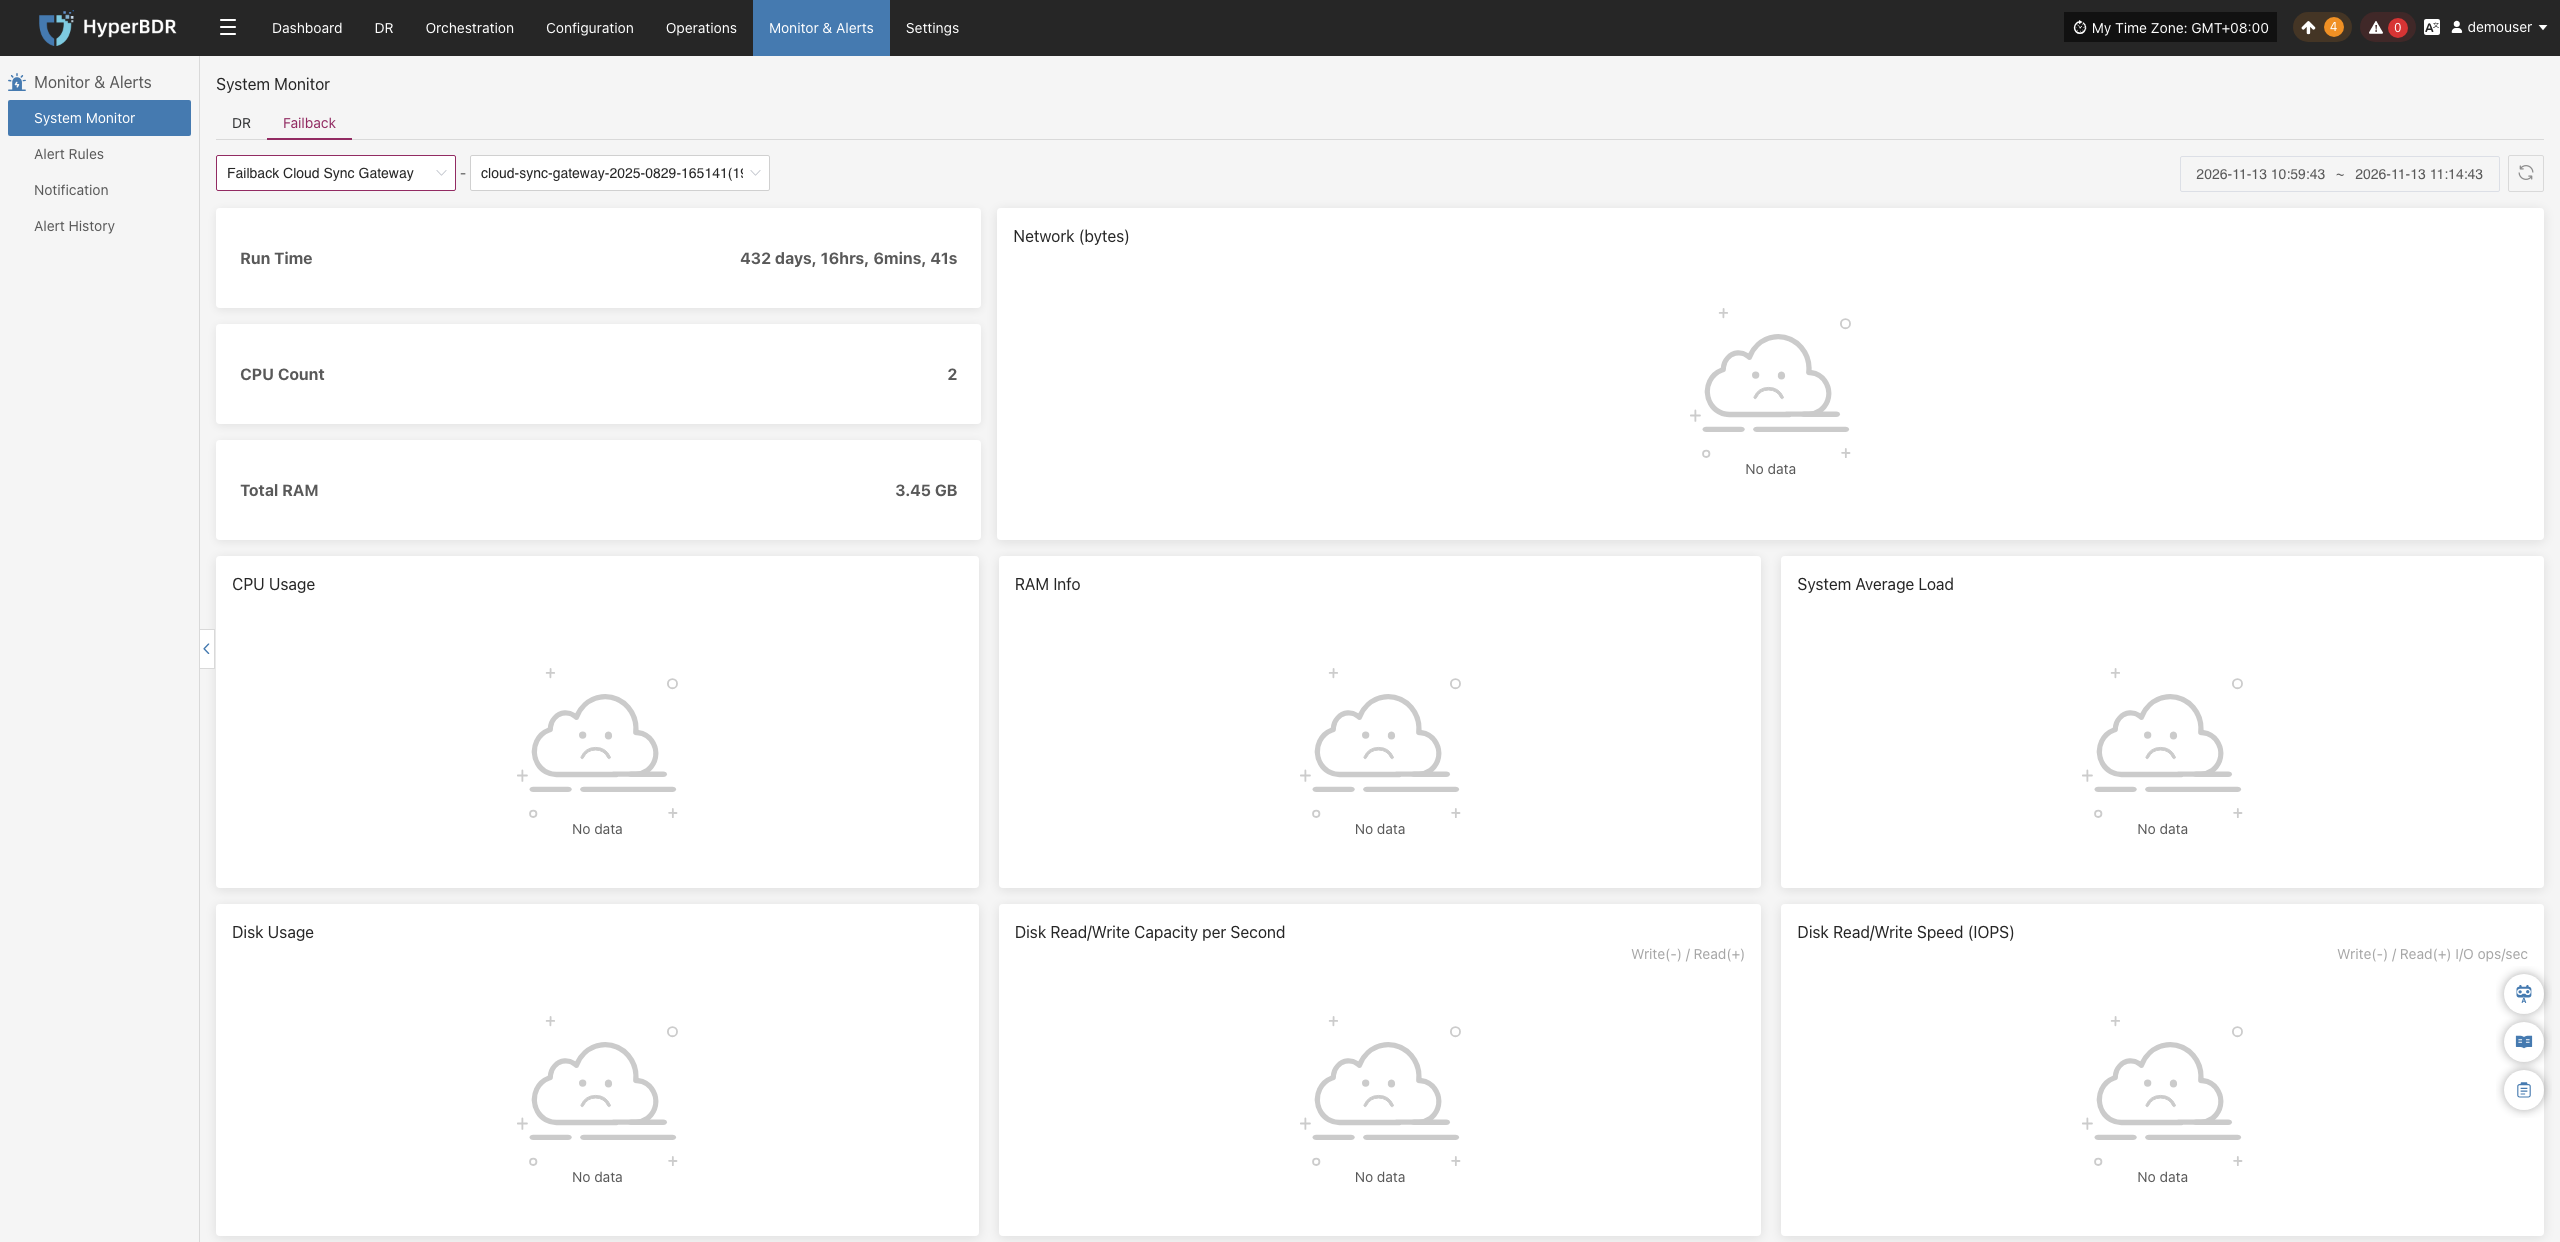 HyperBDR
Dashboard
DR
Orchestration
Configuration
Operations
Monitor & Alerts
Settings
My Time Zone: GMT+08:00
4
0
demouser
Monitor & Alerts
System Monitor
Alert Rules
Notification
Alert History
System Monitor
DR
Failback
Failback Cloud Sync Gateway
-
cloud-sync-gateway-2025-0829-165141(19
2026-11-13 10:59:43 ~ 2026-11-13 11:14:43
Run Time
432 days, 16hrs, 6mins, 41s
CPU Count
2
Total RAM
3.45 GB
Network (bytes)
No data
CPU Usage
No data
RAM Info
No data
System Average Load
No data
Disk Usage
No data
Disk Read/Write Capacity per Second
Write(-) / Read(+)
No data
Disk Read/Write Speed (IOPS)
Write(-) / Read(+) I/O ops/sec
No data